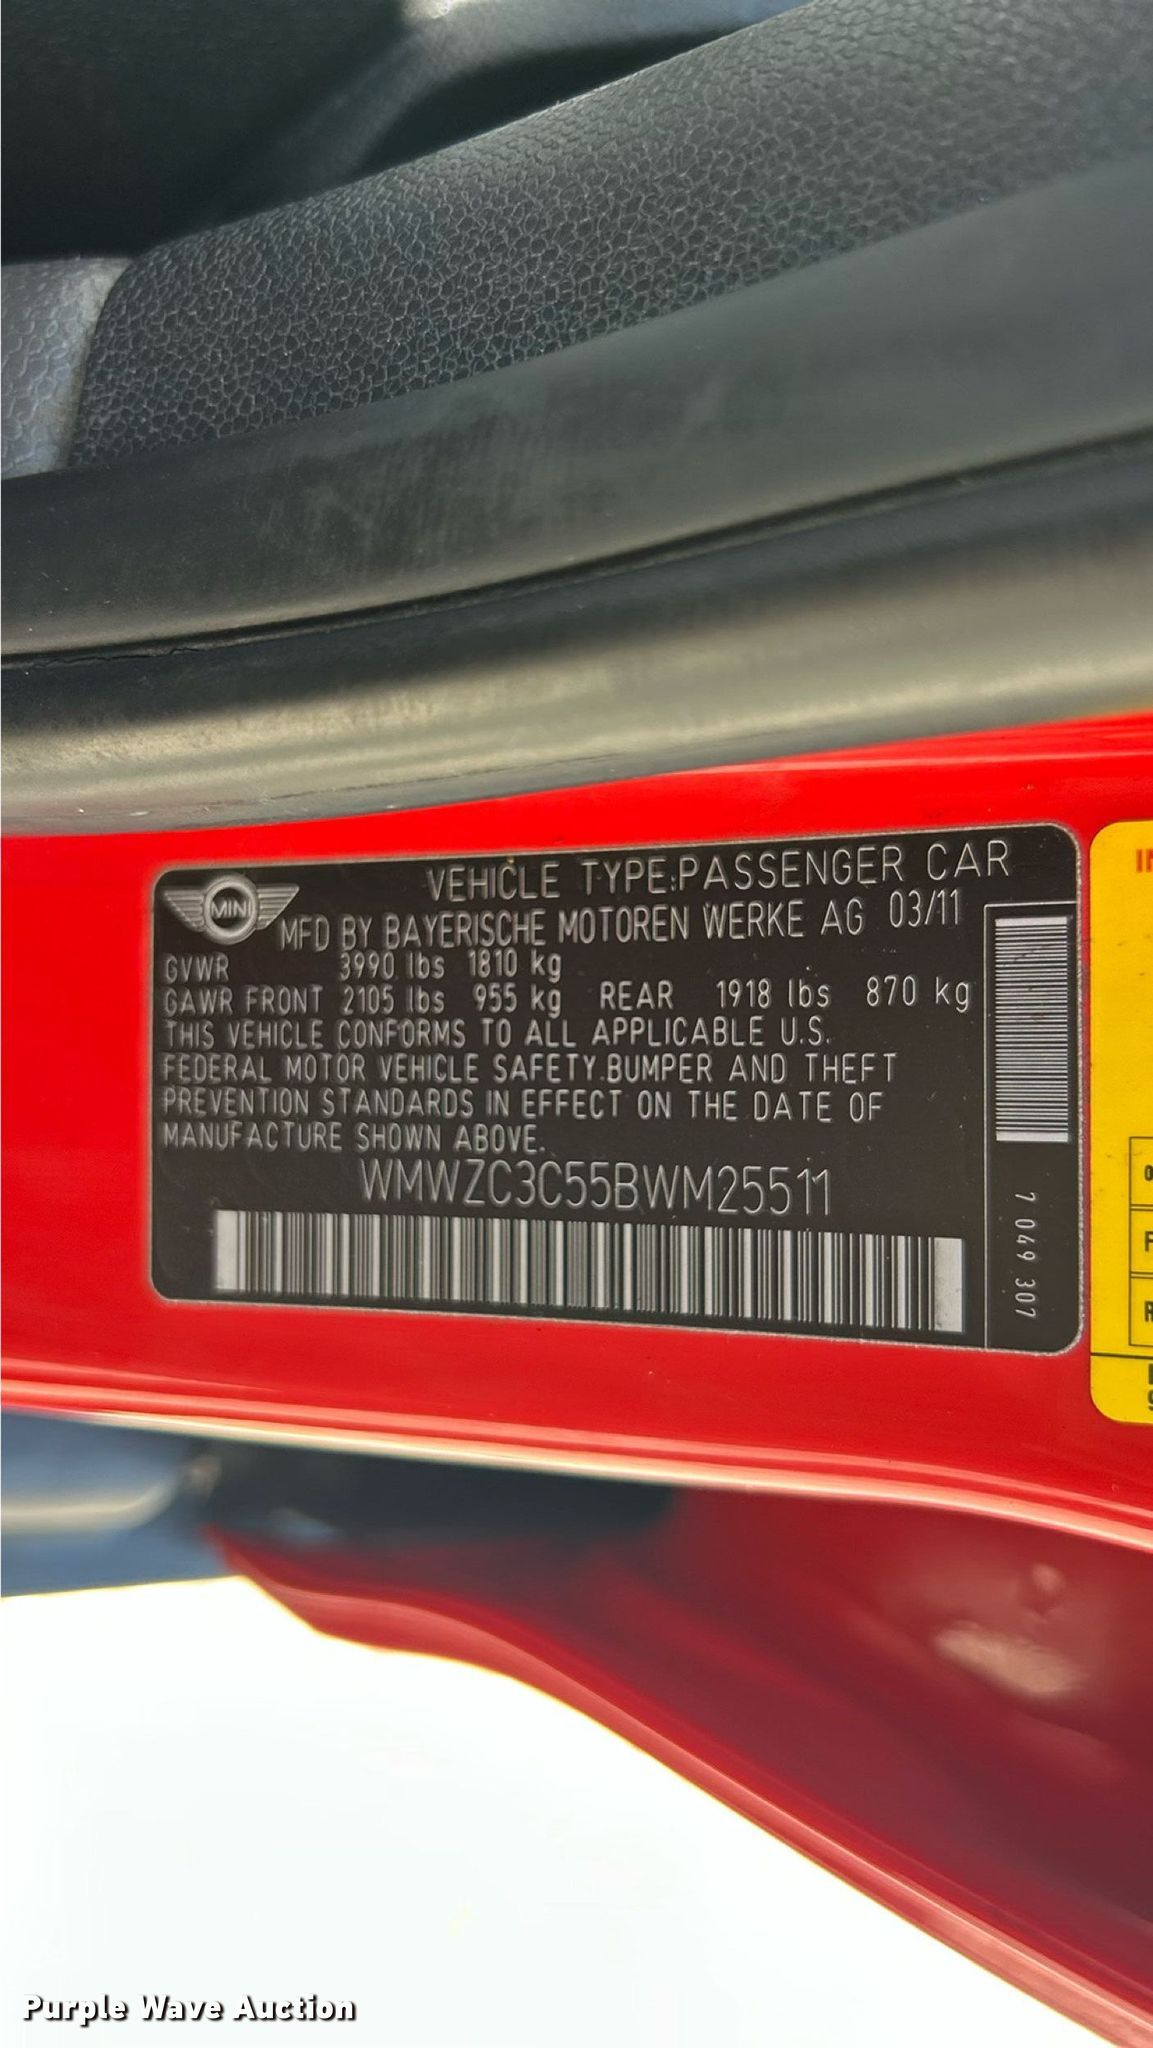 MINI
VEHICLE TYPE:PASSENGER CAR
MFD BY BAYERISCHE MOTOREN WERKE AG 03/11
GVWR 3990 lbs 1810 kg
GAWR FRONT 2105 lbs 955 kg REAR 1918 lbs 870 kg
THIS VEHICLE CONFORMS TO ALL APPLICABLE U.S.
FEDERAL MOTOR VEHICLE SAFETY.BUMPER AND THEFT
PREVENTION STANDARDS IN EFFECT ON THE DATE OF
MANUFACTURE SHOWN ABOVE.
WMWZC3C55BWM25511
7 049 307
Purple Wave Auction